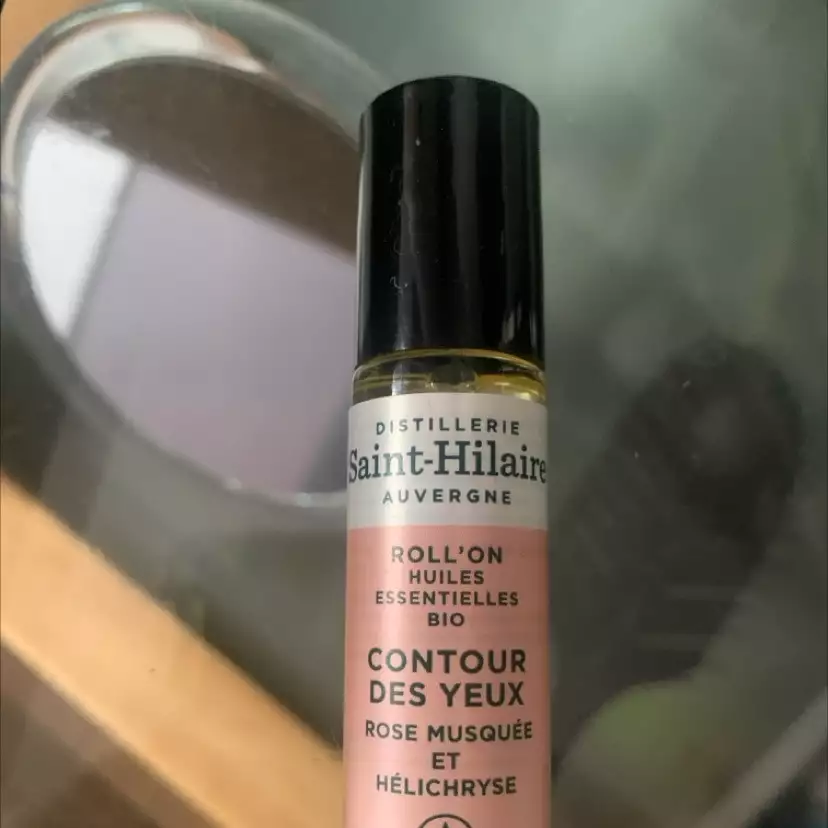 DISTILLERIE
Saint-Hilaire
AUVERGNE
ROLL'ON
HUILES
ESSENTIELLES
BIO
CONTOUR
DES YEUX
ROSE MUSQUÉE
ET
HÉLICHRYSE